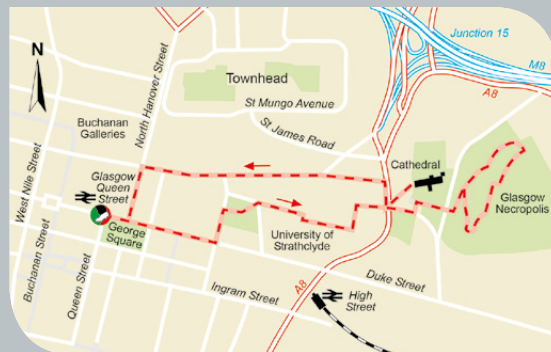 Junction 15
M8
A8
N
North Hanover Street
Townhead
St Mungo Avenue
St James Road
Buchanan
Galleries
West Nile Street
Glasgow
Queen
Street
Cathedral
Glasgow
Necropolis
George
Square
University of
Strathclyde
Buchanan Street
Queen Street
Ingram Street
Duke Street
A8
High
Street